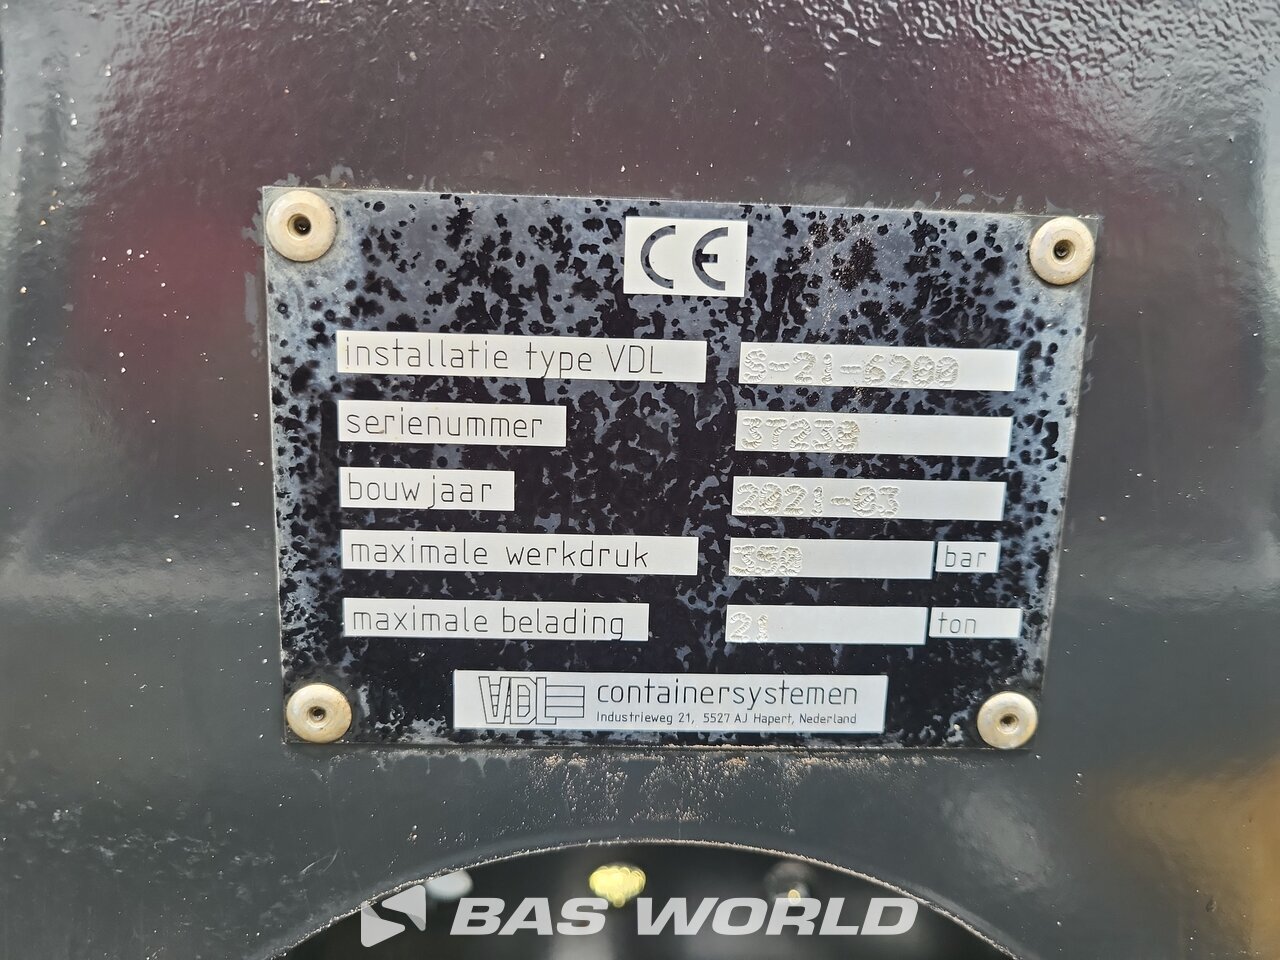 CE
installatie type VDL S-21-6200
serienummer 3T239
bouwjaar 2021-03
maximale werkdruk 350 bar
maximale belading 21 ton
VDL containersystemen
Industrieweg 21, 5527 AJ Hapert, Nederland
BAS WORLD